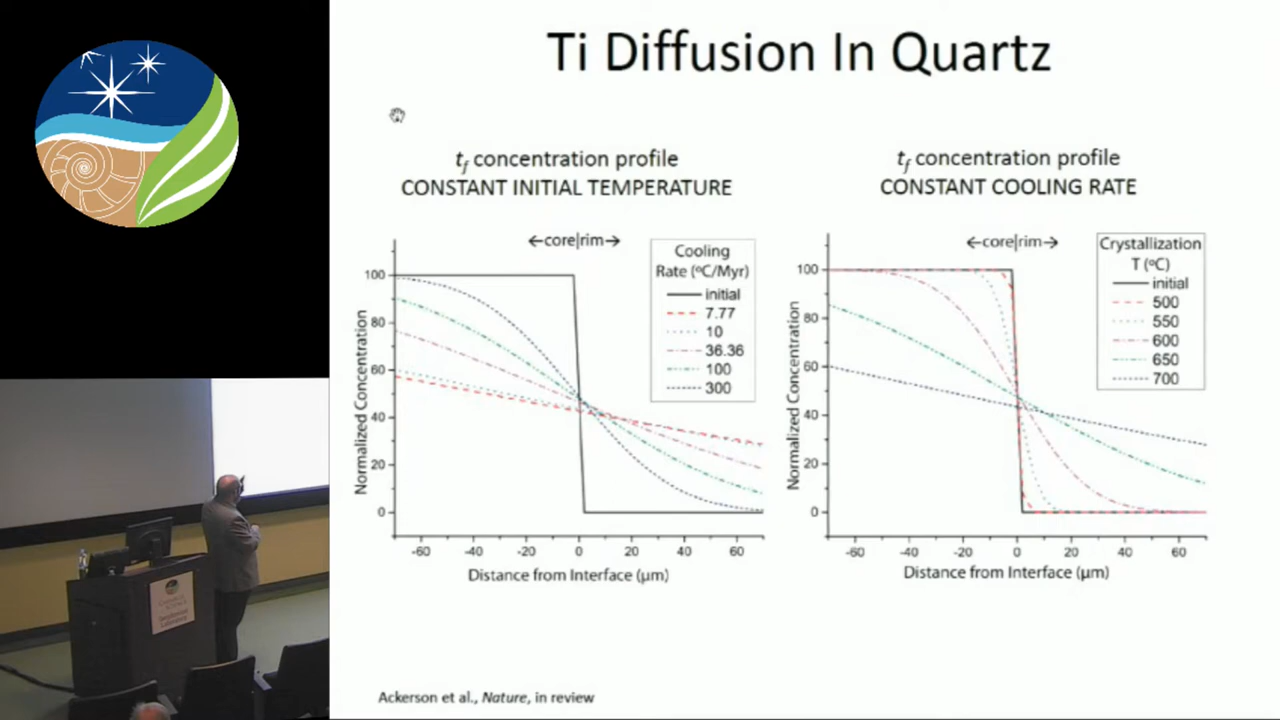 Ti Diffusion In Quartz
tf concentration profile
CONSTANT INITIAL TEMPERATURE
←core|rim→
Cooling
Rate (ºC/Myr)
initial
7.77
10
36.36
100
300
100
80
60
40
20
0
Normalized Concentration
-60 -40 -20 0 20 40 60
Distance from Interface (µm)
tf concentration profile
CONSTANT COOLING RATE
←core|rim→
Crystallization
T (ºC)
initial
500
550
600
650
700
100
80
60
40
20
0
Normalized Concentration
-60 -40 -20 0 20 40 60
Distance from Interface (µm)
Ackerson et al., Nature, in review